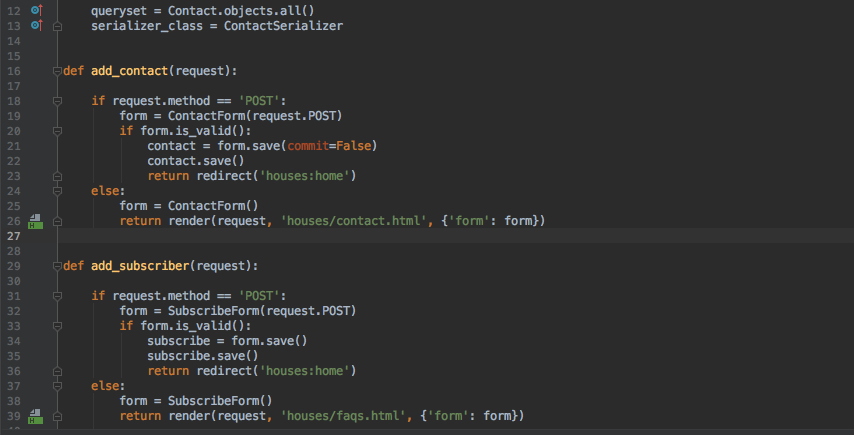 12 queryset = Contact.objects.all()
13 serializer_class = ContactSerializer
14
15
16 def add_contact(request):
17
18 if request.method == 'POST':
19 form = ContactForm(request.POST)
20 if form.is_valid():
21 contact = form.save(commit=False)
22 contact.save()
23 return redirect('houses:home')
24 else:
25 form = ContactForm()
26 return render(request, 'houses/contact.html', {'form': form})
27
28
29 def add_subscriber(request):
30
31 if request.method == 'POST':
32 form = SubscribeForm(request.POST)
33 if form.is_valid():
34 subscribe = form.save()
35 subscribe.save()
36 return redirect('houses:home')
37 else:
38 form = SubscribeForm()
39 return render(request, 'houses/faqs.html', {'form': form})